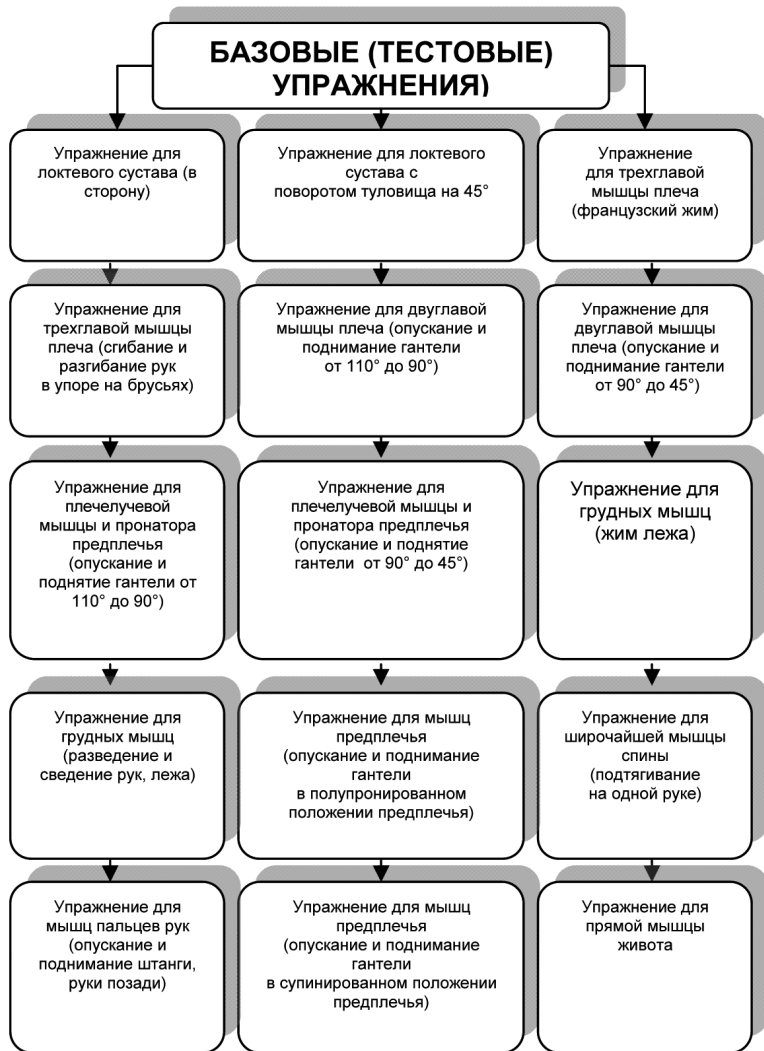 БАЗОВЫЕ (ТЕСТОВЫЕ)
УПРАЖНЕНИЯ)
Упражнение для
локтевого сустава (в
сторону)
Упражнение для локтевого
сустава с
поворотом туловища на 45°
Упражнение
для трехглавой
мышцы плеча
(французский жим)
Упражнение для
трехглавой мышцы
плеча (сгибание и
разгибание рук
в упоре на брусьях)
Упражнение для двуглавой
мышцы плеча (опускание и
поднимание гантели
от 110° до 90°)
Упражнение для
двуглавой мышцы
плеча (опускание и
поднимание гантели
от 90° до 45°)
Упражнение для
плечелучевой
мышцы и пронатора
предплечья
(опускание и
поднятие гантели от
110° до 90°)
Упражнение для
плечелучевой мышцы и
пронатора предплечья
(опускание и поднятие
гантели от 90° до 45°)
Упражнение для
грудных мышц
(жим лежа)
Упражнение для
грудных мышц
(разведение и
сведение рук, лежа)
Упражнение для мышц
предплечья
(опускание и поднимание
гантели
в полупронированном
положении предплечья)
Упражнение для
широчайшей мышцы
спины
(подтягивание
на одной руке)
Упражнение для
мышц пальцев рук
(опускание и
поднимание штанги,
руки позади)
Упражнение для мышц
предплечья
(опускание и поднимание
гантели
в супинированном положении
предплечья)
Упражнение для
прямой мышцы
живота